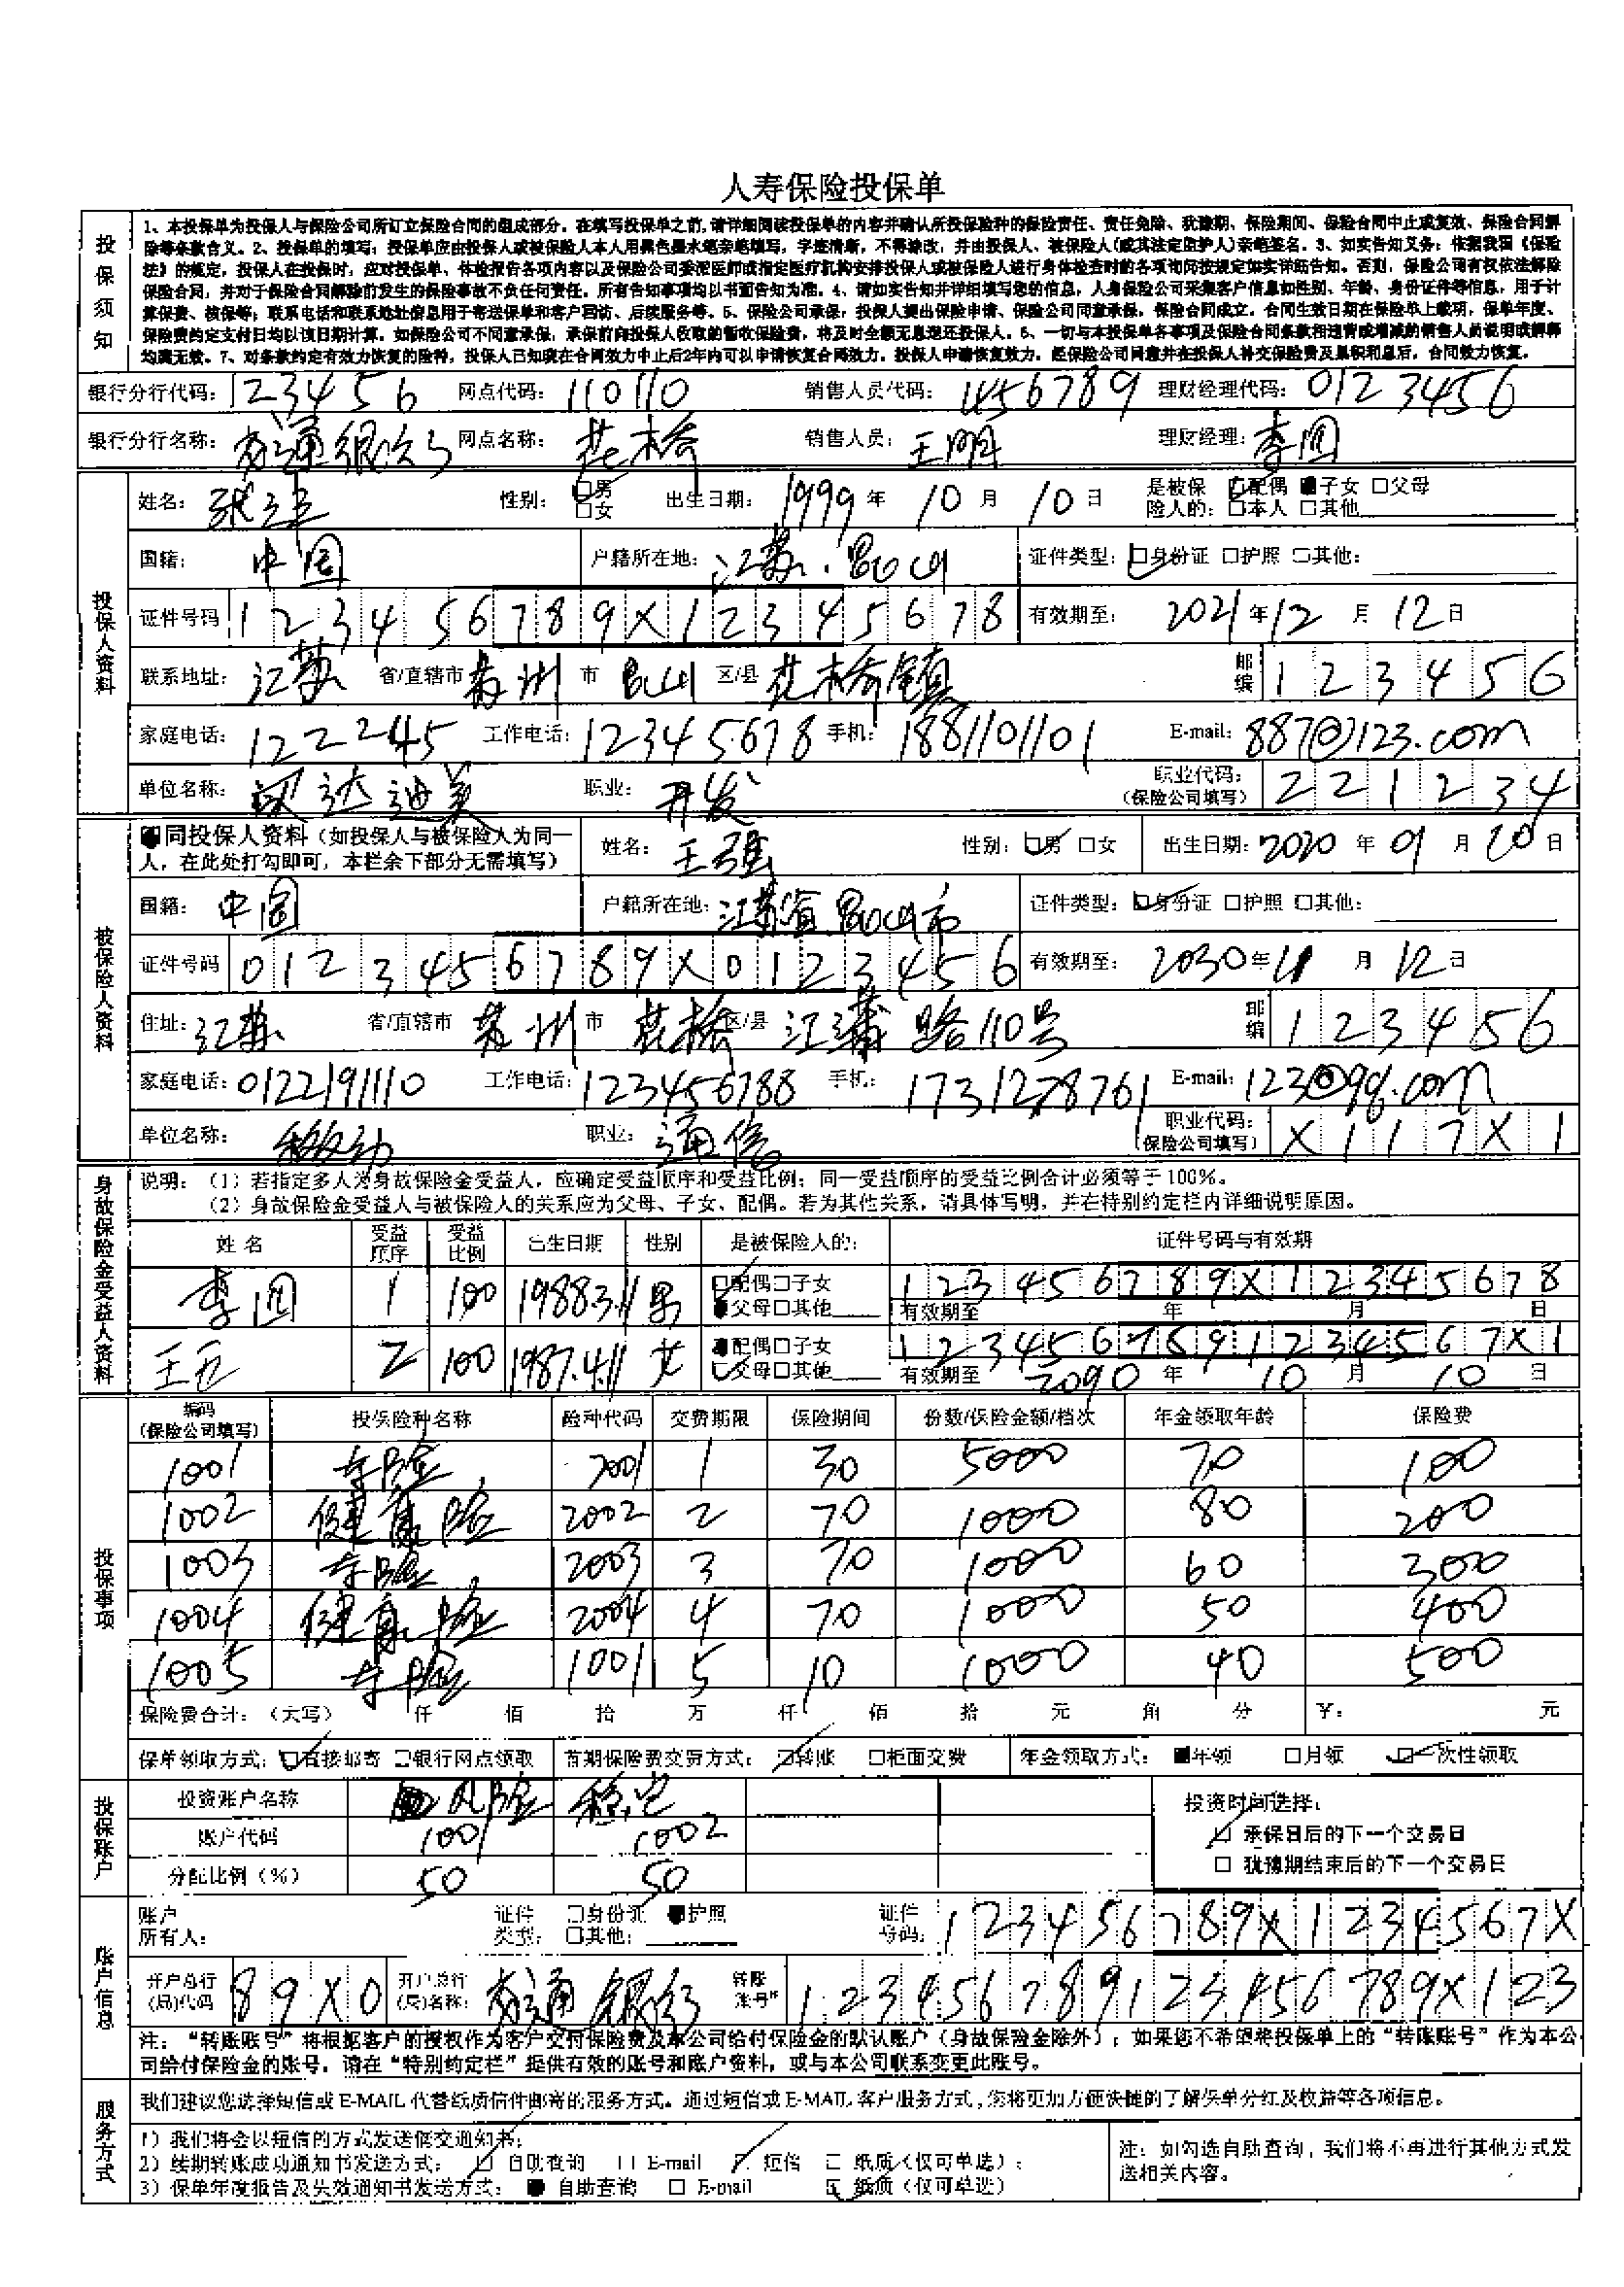 人寿保险投保单
投保须知
1、本投保单为投保人与保险公司所订立保险合同的组成部分。在填写投保单之前,请详细阅读投保单的内容并确认所投保险种的保险责任、责任免除、犹豫期、保险期间、保险合同中止或复效、保险合同解
除等条款含义。2、投保单的填写：投保单应由投保人或被保险人本人用黑色墨水笔亲笔填写，字迹清晰，不得涂改；并由投保人、被保险人(或其法定监护人)亲笔签名。3、如实告知义务：依据我国《保险
法》的规定，投保人在投保时，应对投保单、体检报告各项内容以及保险公司委派医师或指定医疗机构安排投保人或被保险人进行身体检查时的各项询问按规定如实详细告知。否则，保险公司有权依法解除
保险合同，并对于保险合同解除前发生的保险事故不负任何责任。所有告知事项均以书面告知为准。4、请如实告知并详细填写您的信息，人身保险公司采集客户信息如性别、年龄、身份证件等信息，用于计
算保费、核保等；联系电话和联系地址信息用于寄送保单和客户回访、后续服务等。5、保险公司承保：投保人提出保险申请、保险公司同意承保，保险合同成立。合同生效日期在保险单上载明，保单年度、
保险费约定支付日均以该日期计算。如保险公司不同意承保，承保前向投保人收取的暂收保险费，将及时全额无息退还投保人。6、一切与本投保单各事项及保险合同条款相违背或增减的销售人员说明或解释
均属无效。7、对条款约定有效力恢复的险种，投保人已知晓在合同效力中止后2年内可以申请恢复合同效力。投保人申请恢复效力，经保险公司同意并在投保人补交保险费及累积利息后，合同效力恢复。
银行分行代码：123456 网点代码：110110 销售人员代码：1456789 理财经理代码：0123456
银行分行名称：交通银行 网点名称：花桥 销售人员：王明 理财经理：李四
投保人资料
姓名： 性别：□男 □女 出生日期：1999 年 10 月 10 日 是被保险人的：□配偶 ■子女 □父母 □本人 □其他
国籍：中国 户籍所在地：江苏.昆山 证件类型：□身份证 □护照 □其他：
证件号码 123456789X12345678 有效期至：2021 年 12 月 12 日
联系地址：江苏 省/直辖市 苏州 市 昆山 区/县 花桥镇 邮编 123456
家庭电话：122245 工作电话：12345678 手机：1881101101 E-mail：887@123.com
单位名称：汉达迪美 职业：开发 职业代码：（保险公司填写）221234
被保险人资料
■同投保人资料（如投保人与被保险人为同一人，在此处打勾即可，本栏余下部分无需填写） 姓名：王强 性别：□男 □女 出生日期：2020 年 01 月 10 日
国籍：中国 户籍所在地：江苏省昆山市 证件类型：□身份证 □护照 □其他：
证件号码 0123456789X0123456 有效期至：2030 年 11 月 12 日
住址：江苏 省/直辖市 苏州 市 花桥 区/县 江浦路110号 邮编 123456
家庭电话：0122191110 工作电话：123456788 手机：1731278761 E-mail：123@qq.com
单位名称：移动 职业：通信 职业代码：（保险公司填写）X117X1
身故保险金受益人资料
说明：（1）若指定多人为身故保险金受益人，应确定受益顺序和受益比例；同一受益顺序的受益比例合计必须等于100%。
（2）身故保险金受益人与被保险人的关系应为父母、子女、配偶。若为其他关系，请具体写明，并在特别约定栏内详细说明原因。
姓名 受益顺序 受益比例 出生日期 性别 是被保险人的： 证件号码与有效期
李四 1 100 1988.3.11 男 □配偶□子女 ■父母□其他 123456789X12345678
有效期至 年 月 日
王五 2 100 1987.4.11 女 ■配偶□子女 □父母□其他 1234567891234567X1
有效期至 2090 年 10 月 10 日
投保事项
编码（保险公司填写） 投保险种名称 险种代码 交费期限 保险期间 份数/保险金额/档次 年金领取年龄 保险费
1001 寿险 2001 1 30 5000 70 100
1002 健康险 2002 2 70 1000 80 200
1003 寿险 2003 3 70 1000 60 300
1004 健康险 2004 4 70 1000 50 400
1005 寿险 1001 5 10 1000 40 500
保险费合计：（大写） 仟 佰 拾 万 仟 佰 拾 元 角 分 ￥： 元
保单领取方式：□直接邮寄 □银行网点领取 首期保险费交费方式：□转账 □柜面交费 年金领取方式：■年领 □月领 □一次性领取
投保账户
投资账户名称 风险 稳定
账户代码 1001 1002
分配比例（%） 50 50
投资时间选择：
□ 承保日后的下一个交易日
□ 犹豫期结束后的下一个交易日
账户信息
账户所有人： 证件类型：□身份证 ■护照 □其他： 证件号码：123456789X1234567X
开户总行(局)代码 89X0 开户总行(局)名称：交通银行 转账账号* 123456789123456789X123
注：“转账账号”将根据客户的授权作为客户交付保险费及本公司给付保险金的默认账户（身故保险金除外）；如果您不希望将投保单上的“转账账号”作为本公
司给付保险金的账号，请在“特别约定栏”提供有效的账号和账户资料，或与本公司联系变更此账号。
服务方式
我们建议您选择短信或E-MAIL代替纸质信件邮寄的服务方式。通过短信或E-MAIL客户服务方式，您将更加方便快捷的了解保单分红及权益等各项信息。
1）我们将会以短信的方式发送催交通知书；
2）续期转账成功通知书发送方式：□ 自助查询 □ E-mail □ 短信 □ 纸质（仅可单选）；
3）保单年度报告及失效通知书发送方式：■ 自助查询 □ E-mail □ 纸质（仅可单选）
注：如勾选自助查询，我们将不再进行其他方式发
送相关内容。